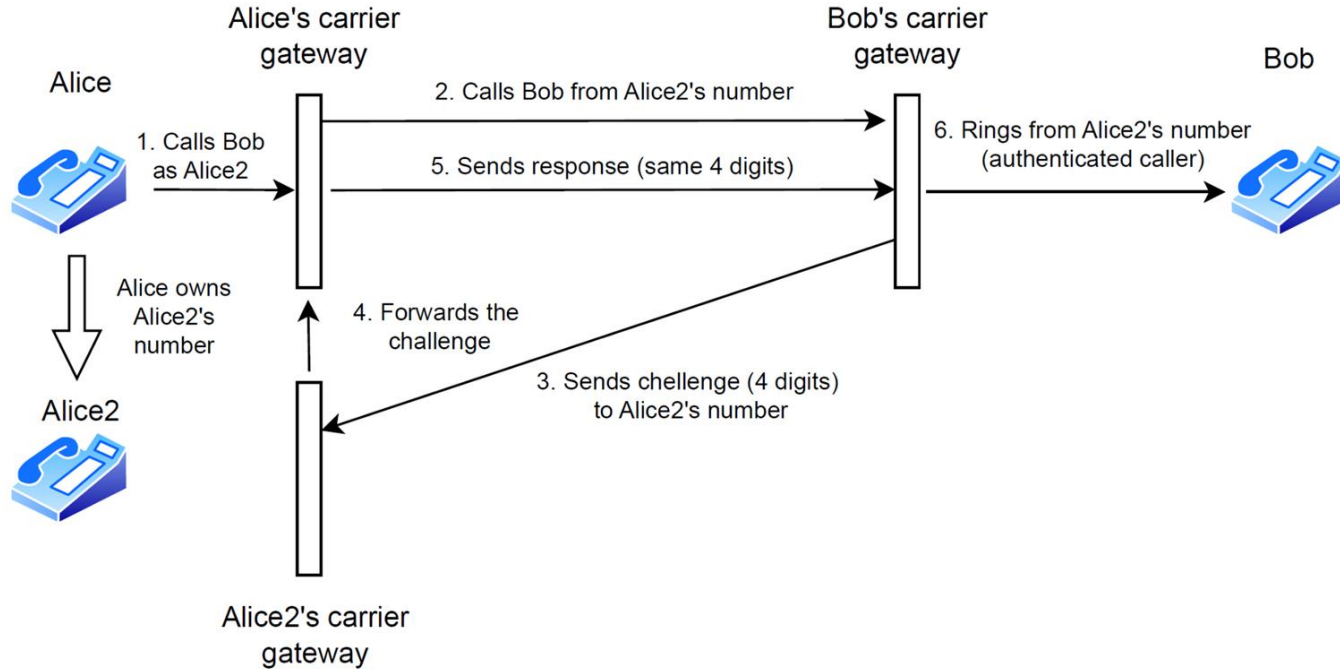 Alice's carrier
gateway
Bob's carrier
gateway
Alice
Bob
2. Calls Bob from Alice2's number
1. Calls Bob
as Alice2
6. Rings from Alice2's number
(authenticated caller)
5. Sends response (same 4 digits)
Alice owns
Alice2's
number
4. Forwards the
challenge
3. Sends chellenge (4 digits)
to Alice2's number
Alice2
Alice2's carrier
gateway